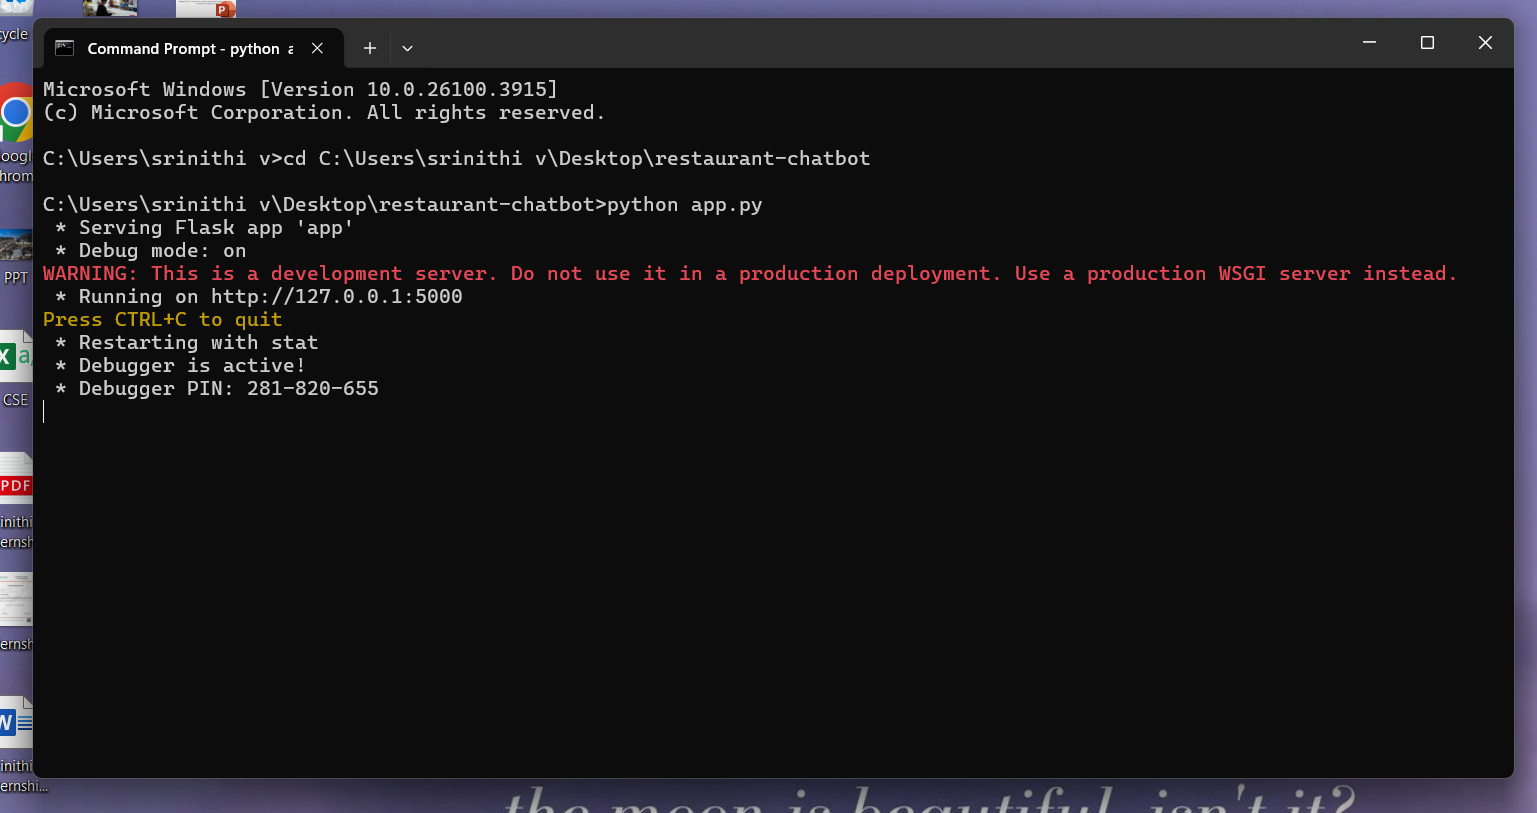 cycle
Command Prompt - python a
Microsoft Windows [Version 10.0.26100.3915]
(c) Microsoft Corporation. All rights reserved.
C:\Users\srinithi v>cd C:\Users\srinithi v\Desktop\restaurant-chatbot
C:\Users\srinithi v\Desktop\restaurant-chatbot>python app.py
* Serving Flask app 'app'
* Debug mode: on
WARNING: This is a development server. Do not use it in a production deployment. Use a production WSGI server instead.
* Running on http://127.0.0.1:5000
Press CTRL+C to quit
* Restarting with stat
* Debugger is active!
* Debugger PIN: 281-820-655
oogl
hrom
PPT
X a,
CSE
PDF
inithi
ernsh
ernsh
W
inithi
ernshi...
the moon is beautiful, isn't it?